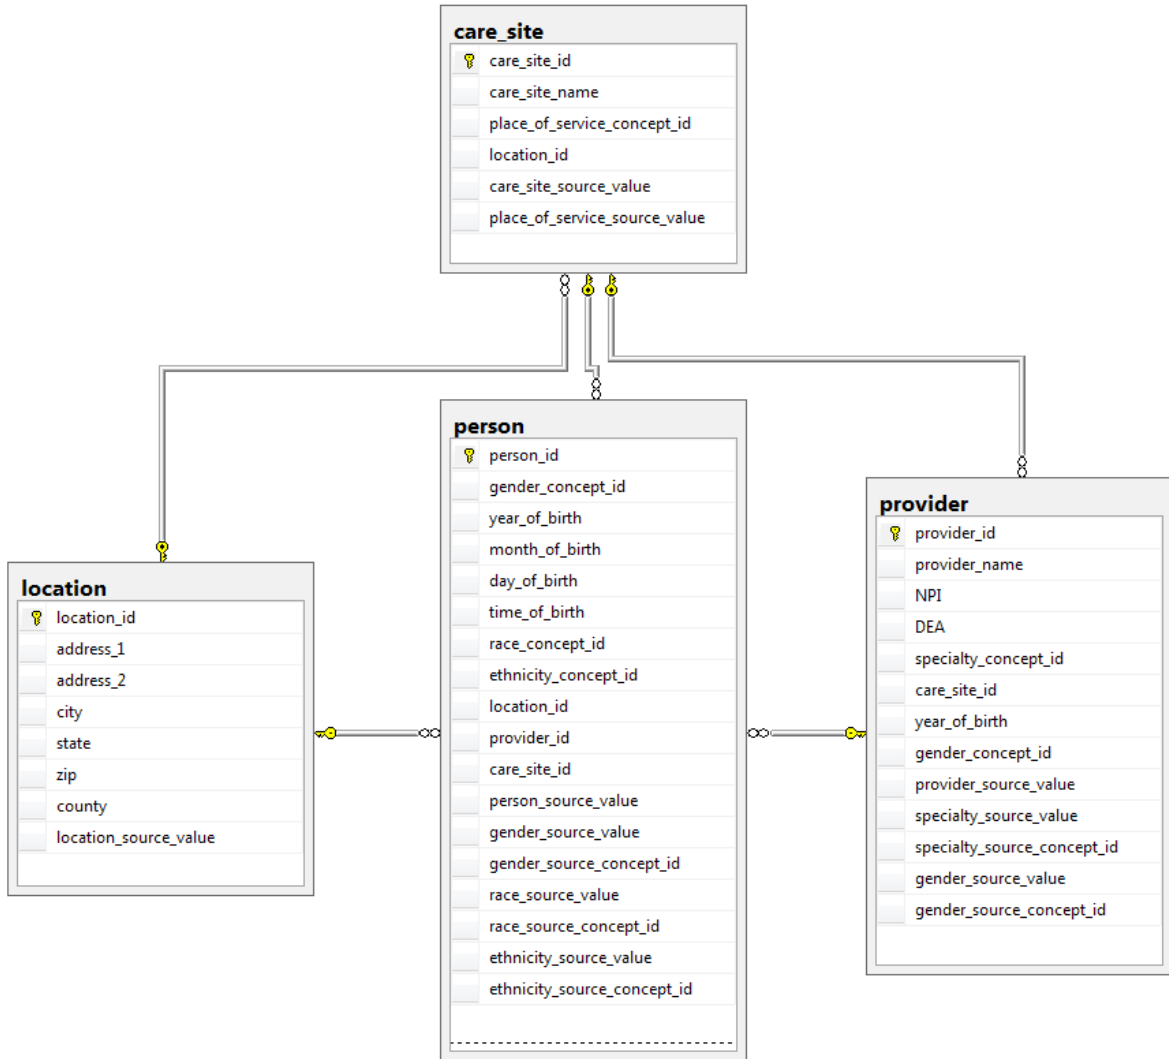 care_site
care_site_id
care_site_name
place_of_service_concept_id
location_id
care_site_source_value
place_of_service_source_value
location
location_id
address_1
address_2
city
state
zip
county
location_source_value
person
person_id
gender_concept_id
year_of_birth
month_of_birth
day_of_birth
time_of_birth
race_concept_id
ethnicity_concept_id
location_id
provider_id
care_site_id
person_source_value
gender_source_value
gender_source_concept_id
race_source_value
race_source_concept_id
ethnicity_source_value
ethnicity_source_concept_id
provider
provider_id
provider_name
NPI
DEA
specialty_concept_id
care_site_id
year_of_birth
gender_concept_id
provider_source_value
specialty_source_value
specialty_source_concept_id
gender_source_value
gender_source_concept_id